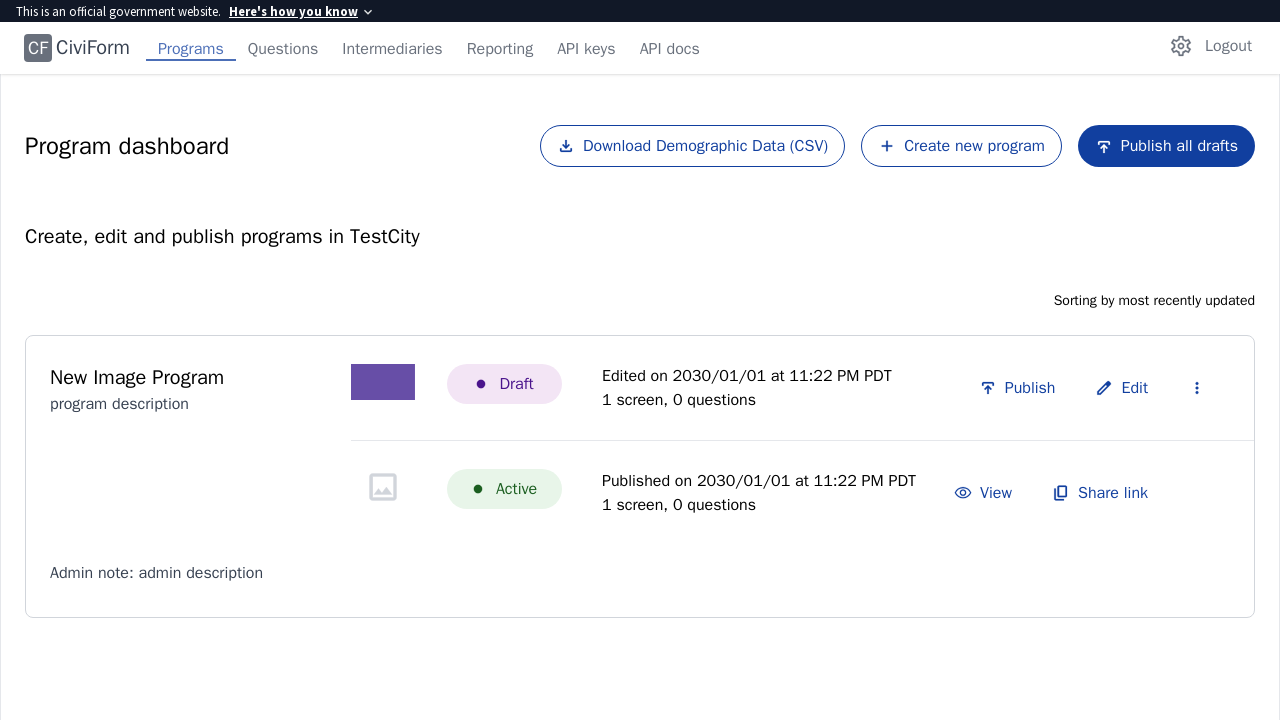 This is an official government website. Here's how you know
CF CiviForm Programs Questions Intermediaries Reporting API keys API docs Logout
Program dashboard Download Demographic Data (CSV) Create new program Publish all drafts
Create, edit and publish programs in TestCity
Sorting by most recently updated
New Image Program
program description
Draft
Edited on 2030/01/01 at 11:22 PM PDT
1 screen, 0 questions
Publish Edit
Active
Published on 2030/01/01 at 11:22 PM PDT
1 screen, 0 questions
View Share link
Admin note: admin description